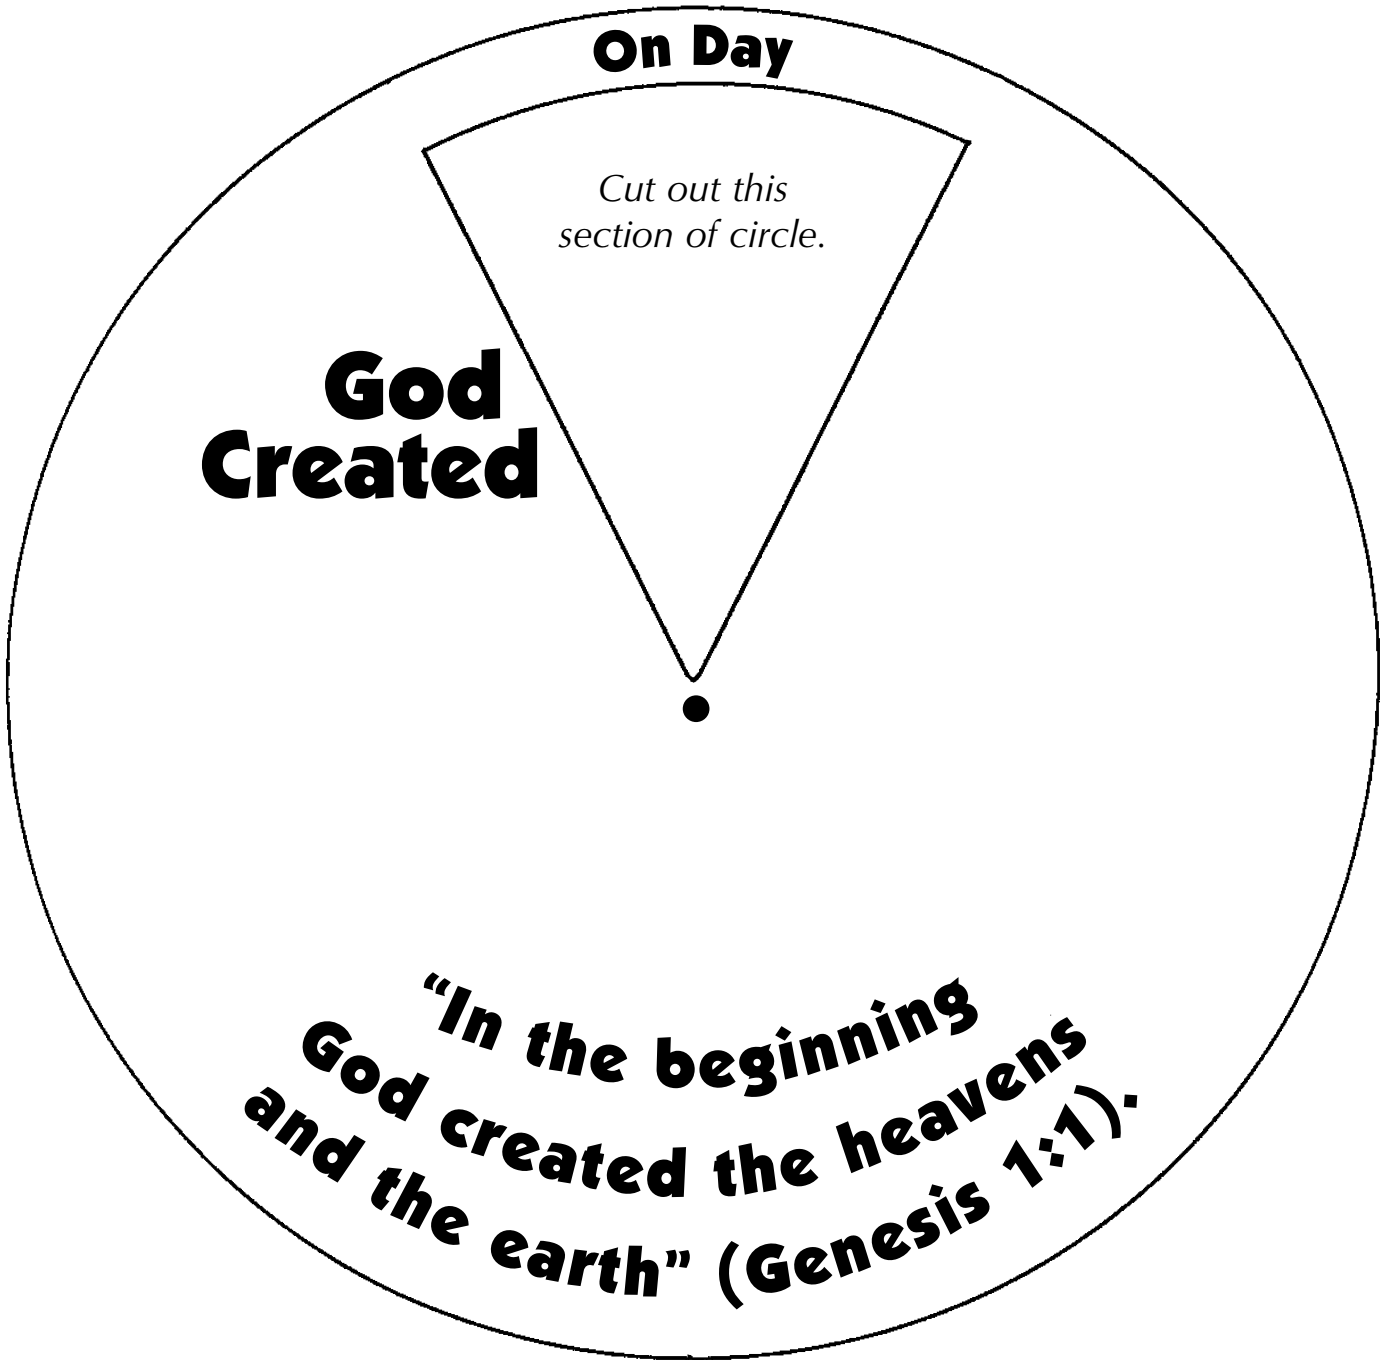 On Day
Cut out this
section of circle.
God
Created
“In the beginning
God created the heavens
and the earth” (Genesis 1:1).